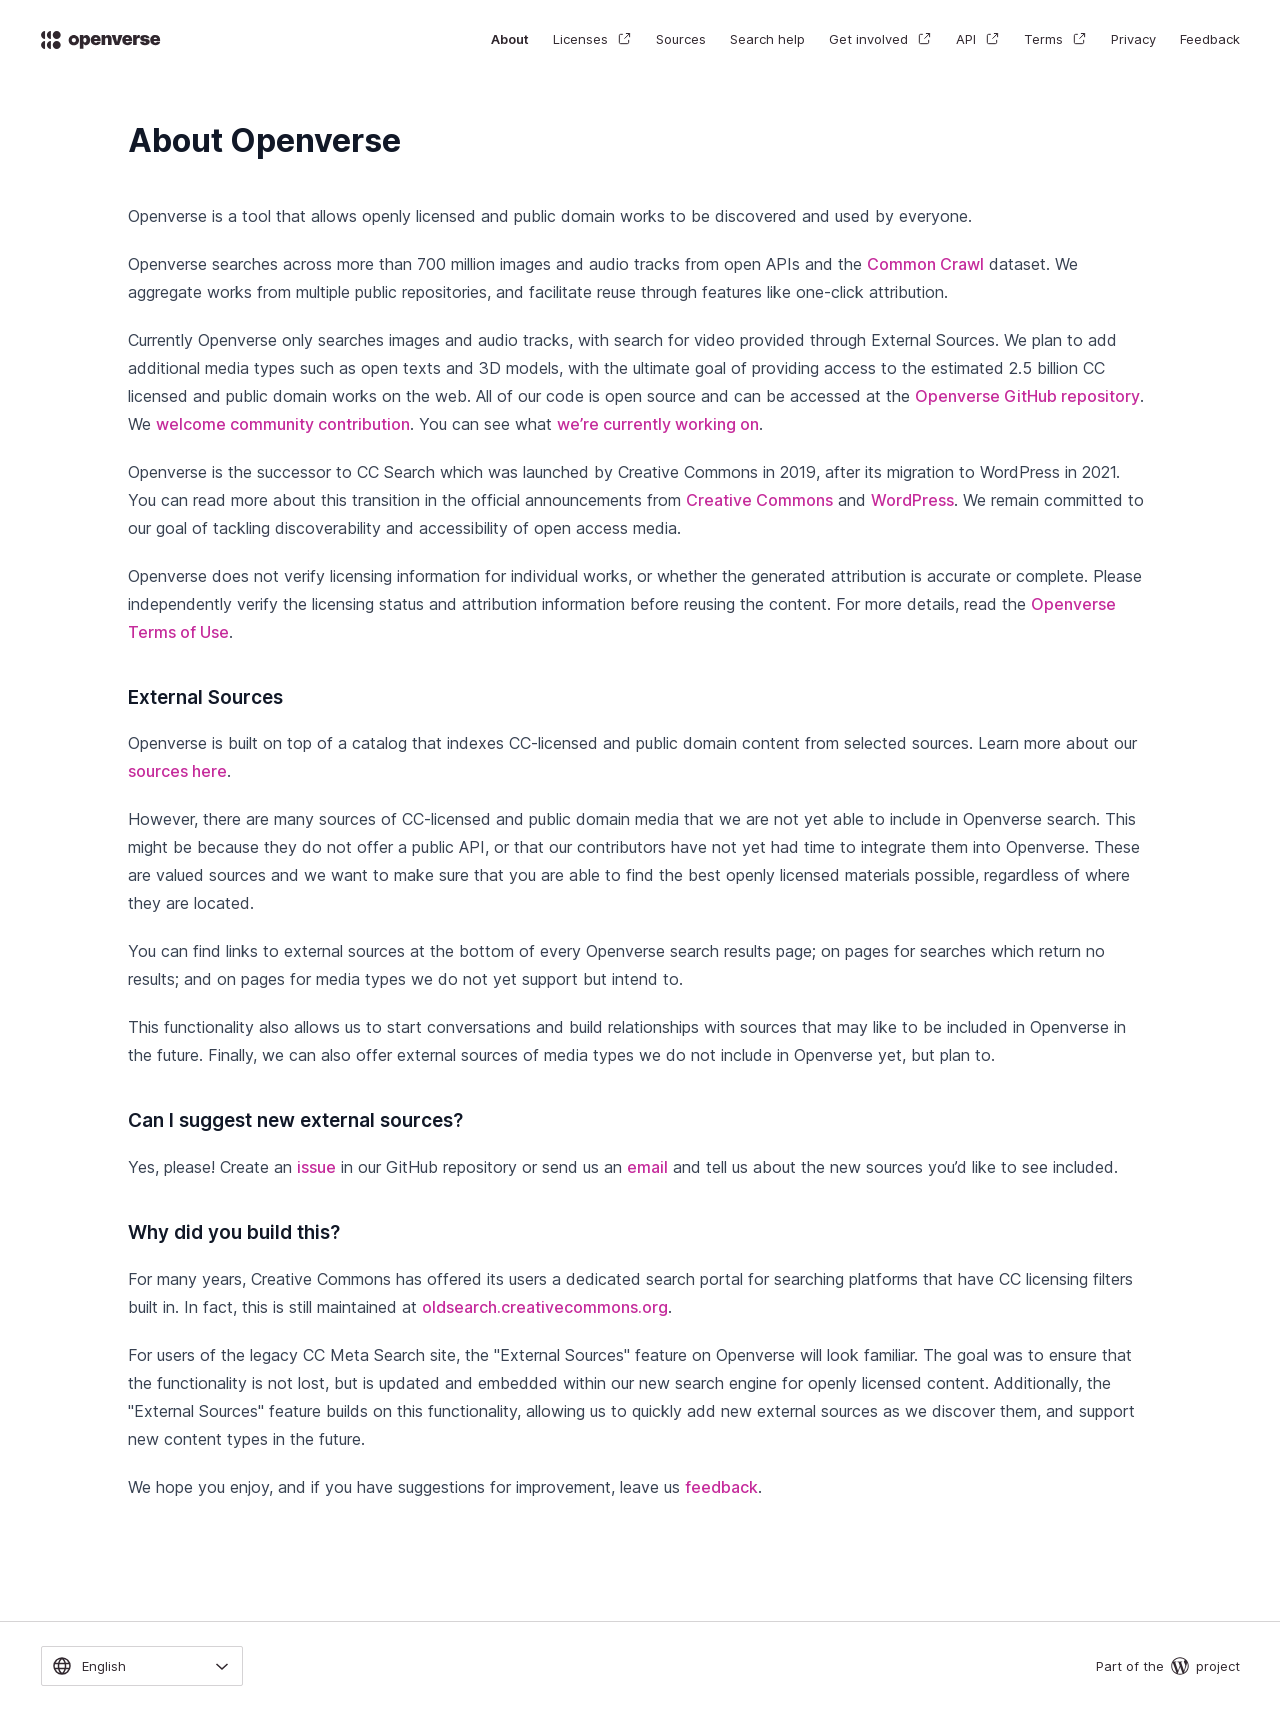 openverse
About Licenses Sources Search help Get involved API Terms Privacy Feedback
About Openverse
Openverse is a tool that allows openly licensed and public domain works to be discovered and used by everyone.
Openverse searches across more than 700 million images and audio tracks from open APIs and the Common Crawl dataset. We
aggregate works from multiple public repositories, and facilitate reuse through features like one-click attribution.
Currently Openverse only searches images and audio tracks, with search for video provided through External Sources. We plan to add
additional media types such as open texts and 3D models, with the ultimate goal of providing access to the estimated 2.5 billion CC
licensed and public domain works on the web. All of our code is open source and can be accessed at the Openverse GitHub repository.
We welcome community contribution. You can see what we’re currently working on.
Openverse is the successor to CC Search which was launched by Creative Commons in 2019, after its migration to WordPress in 2021.
You can read more about this transition in the official announcements from Creative Commons and WordPress. We remain committed to
our goal of tackling discoverability and accessibility of open access media.
Openverse does not verify licensing information for individual works, or whether the generated attribution is accurate or complete. Please
independently verify the licensing status and attribution information before reusing the content. For more details, read the Openverse
Terms of Use.
External Sources
Openverse is built on top of a catalog that indexes CC-licensed and public domain content from selected sources. Learn more about our
sources here.
However, there are many sources of CC-licensed and public domain media that we are not yet able to include in Openverse search. This
might be because they do not offer a public API, or that our contributors have not yet had time to integrate them into Openverse. These
are valued sources and we want to make sure that you are able to find the best openly licensed materials possible, regardless of where
they are located.
You can find links to external sources at the bottom of every Openverse search results page; on pages for searches which return no
results; and on pages for media types we do not yet support but intend to.
This functionality also allows us to start conversations and build relationships with sources that may like to be included in Openverse in
the future. Finally, we can also offer external sources of media types we do not include in Openverse yet, but plan to.
Can I suggest new external sources?
Yes, please! Create an issue in our GitHub repository or send us an email and tell us about the new sources you’d like to see included.
Why did you build this?
For many years, Creative Commons has offered its users a dedicated search portal for searching platforms that have CC licensing filters
built in. In fact, this is still maintained at oldsearch.creativecommons.org.
For users of the legacy CC Meta Search site, the "External Sources" feature on Openverse will look familiar. The goal was to ensure that
the functionality is not lost, but is updated and embedded within our new search engine for openly licensed content. Additionally, the
"External Sources" feature builds on this functionality, allowing us to quickly add new external sources as we discover them, and support
new content types in the future.
We hope you enjoy, and if you have suggestions for improvement, leave us feedback.
English
Part of the project